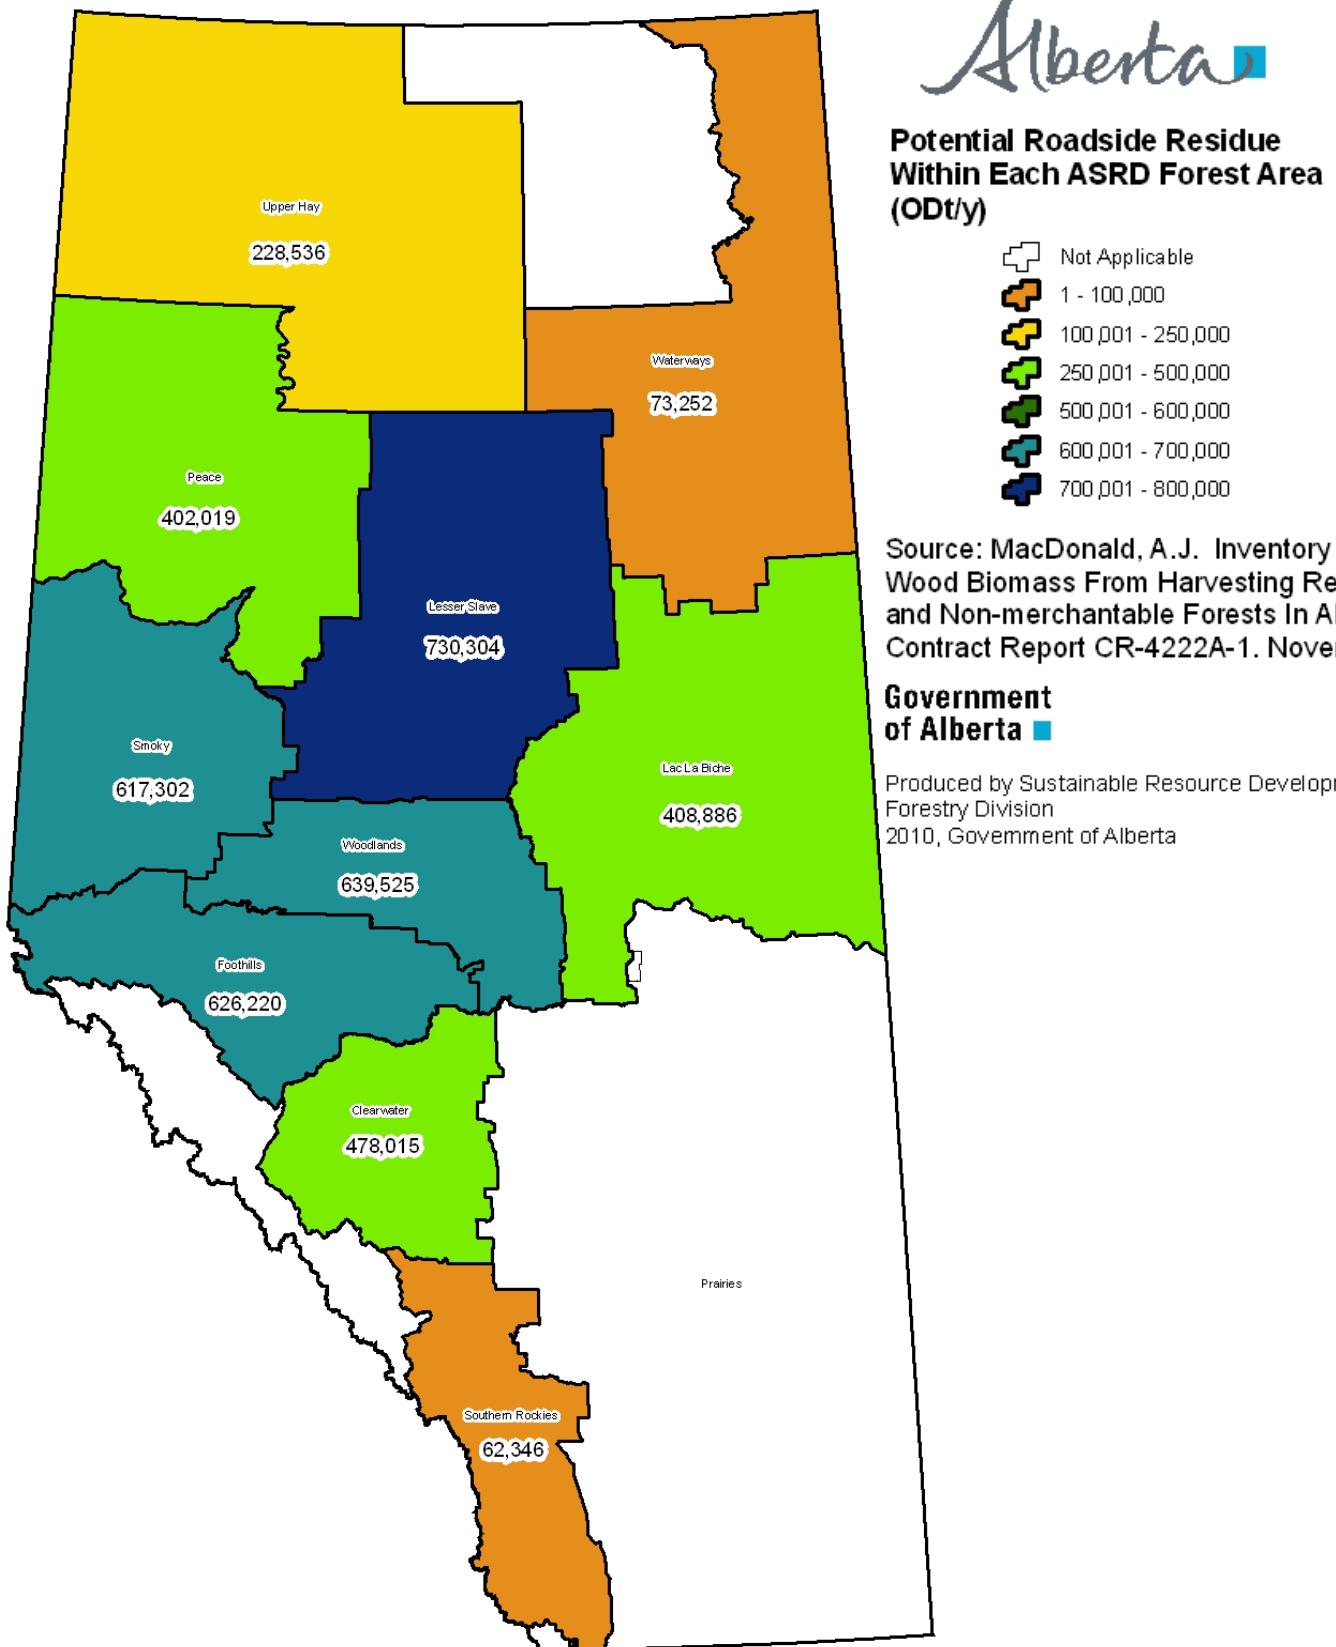 Alberta
Potential Roadside Residue
Within Each ASRD Forest Area
(ODt/y)
Not Applicable
1 - 100,000
100,001 - 250,000
250,001 - 500,000
500,001 - 600,000
600,001 - 700,000
700,001 - 800,000
Source: MacDonald, A.J. Inventory
Wood Biomass From Harvesting Re
and Non-merchantable Forests In Al
Contract Report CR-4222A-1. Nove
Government
of Alberta
Produced by Sustainable Resource Develop
Forestry Division
2010, Government of Alberta
Upper Hay
228,536
Waterways
73,252
Peace
402,019
Lesser Slave
730,304
Smoky
617,302
Lac La Biche
408,886
Woodlands
639,525
Foothills
626,220
Clearwater
478,015
Prairies
Southern Rockies
62,346